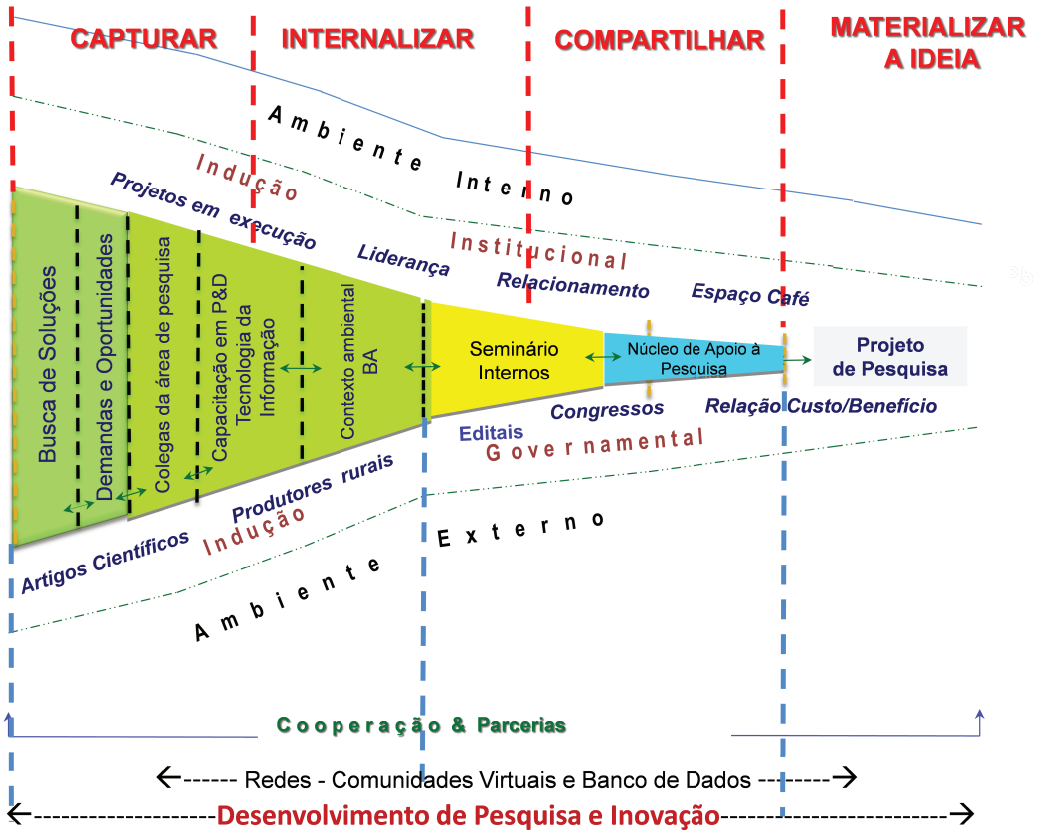 CAPTURAR
INTERNALIZAR
COMPARTILHAR
MATERIALIZAR
A IDEIA
Ambiente Interno
Indução
Institucional
Projetos em execução
Liderança
Relacionamento
Espaço Café
Busca de Soluções
Demandas e Oportunidades
Colegas da área de pesquisa
Capacitação em P&D
Tecnologia da
Informação
Contexto ambiental
BA
Seminário
Internos
Núcleo de Apoio à
Pesquisa
Projeto
de Pesquisa
Congressos
Relação Custo/Benefício
Editais
Governamental
Produtores rurais
Indução
Artigos Científicos
Ambiente Externo
Cooperação & Parcerias
Redes - Comunidades Virtuais e Banco de Dados
Desenvolvimento de Pesquisa e Inovação